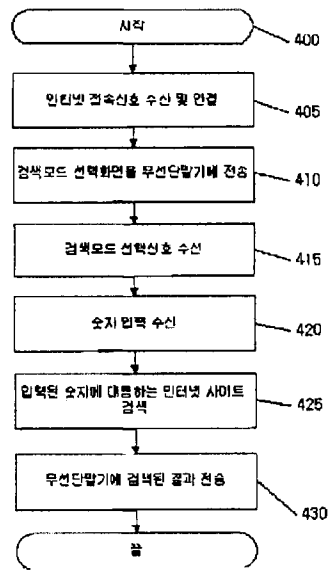 시작
400
인터넷 접속신호 수신 및 연결
405
검색모드 선택화면을 무선단말기에 전송
410
검색모드 선택신호 수신
415
숫자 입력 수신
420
입력된 숫자에 대응하는 인터넷 사이트
검색
425
무선단말기에 검색된 결과 전송
430
끝